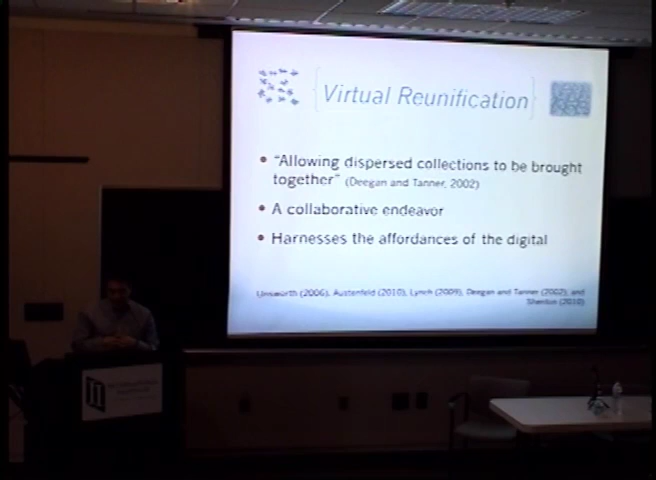 {Virtual Reunification}
• "Allowing dispersed collections to be brought
together" (Deegan and Tanner, 2002)
• A collaborative endeavor
• Harnesses the affordances of the digital
Unsworth (2006), Austenfeld (2010), Lynch (2009), Deegan and Tanner (2002), and
Shenton (2010)